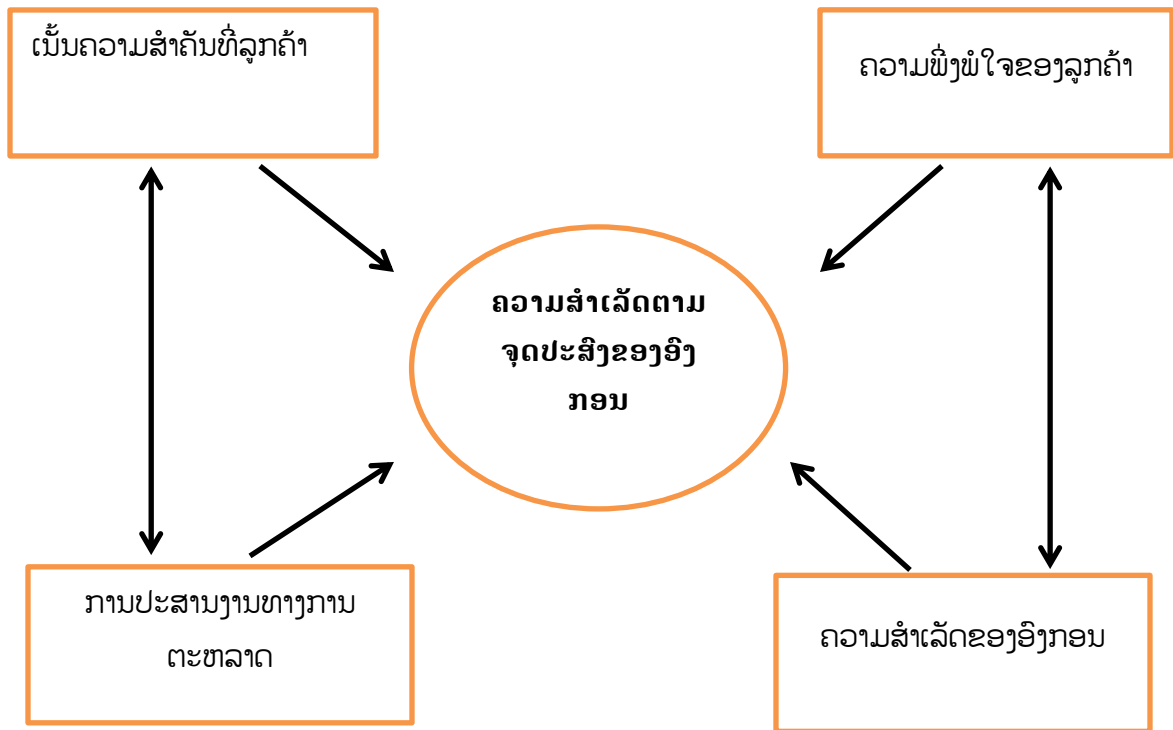 ເນັ້ນຄວາມສຳຄັນທີ່ລູກຄ້າ
ຄວາມພຶ່ງພໍໃຈຂອງລູກຄ້າ
ຄວາມສຳເລັດຕາມ
ຈຸດປະສົງຂອງອົງ
ກອນ
ການປະສານງານທາງການ
ຕະຫລາດ
ຄວາມສຳເລັດຂອງອົງກອນ